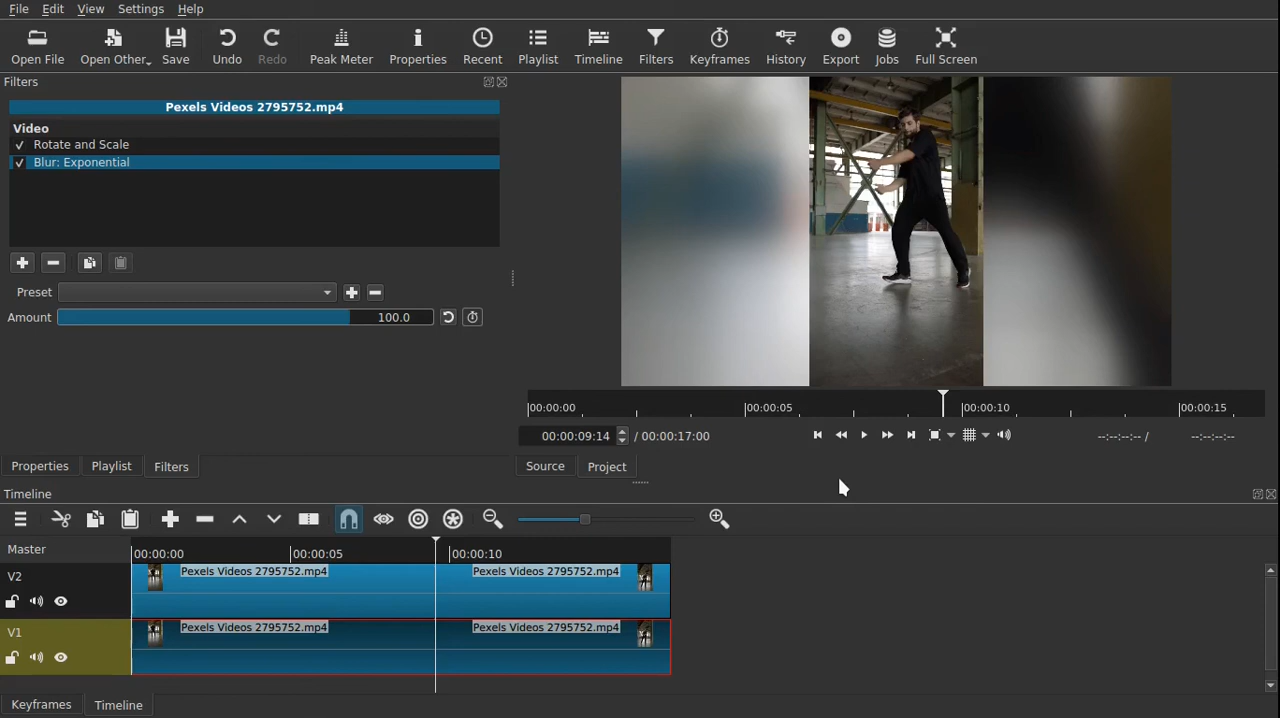 File Edit View Settings Help
Open File Open Other Save Undo Redo Peak Meter Properties Recent Playlist Timeline Filters Keyframes History Export Jobs Full Screen
Filters
Pexels Videos 2795752.mp4
Video
Rotate and Scale
Blur: Exponential
Preset
Amount 100.0
00:00:00 00:00:05 00:00:10 00:00:15
00:00:09:14 / 00:00:17:00 --:--:--:-- / --:--:--:--
Properties Playlist Filters
Source Project
Timeline
Master
00:00:00 00:00:05 00:00:10
V2
Pexels Videos 2795752.mp4 Pexels Videos 2795752.mp4
V1
Pexels Videos 2795752.mp4 Pexels Videos 2795752.mp4
Keyframes Timeline